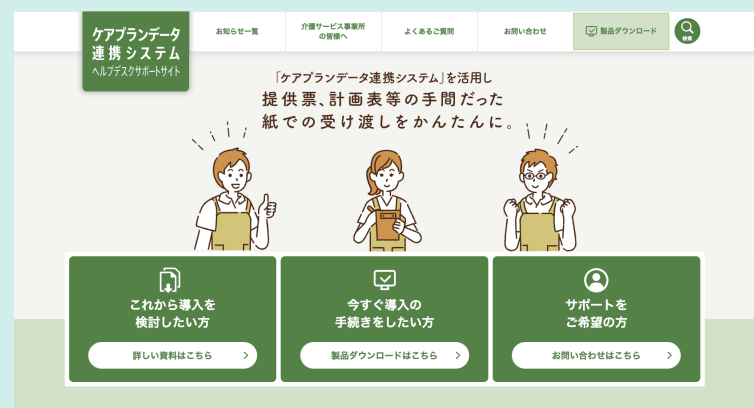 ケアプランデータ
連携システム
ヘルプデスクサポートサイト
お知らせ一覧
介護サービス事業所
の皆様へ
よくあるご質問
お問い合わせ
製品ダウンロード
検索
「ケアプランデータ連携システム」を活用し
提供票、計画表等の手間だった
紙での受け渡しをかんたんに。
これから導入を
検討したい方
詳しい資料はこちら
今すぐ導入の
手続きをしたい方
製品ダウンロードはこちら
サポートを
ご希望の方
お問い合わせはこちら